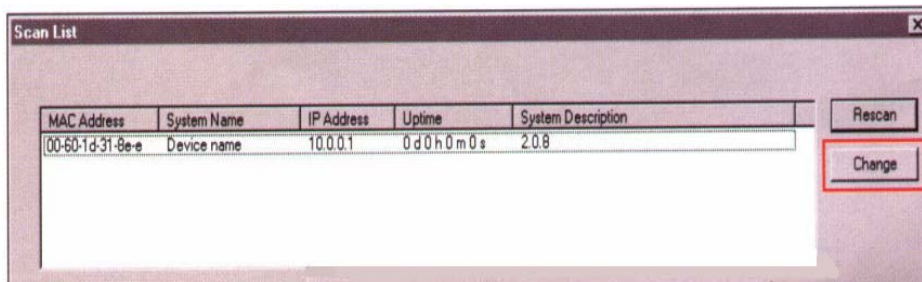 Scan List
MAC Address System Name IP Address Uptime System Description
Rescan
00-60-1d-31-8e-e Device name 10.0.0.1 0 d 0 h 0 m 0 s 2.0.8
Change